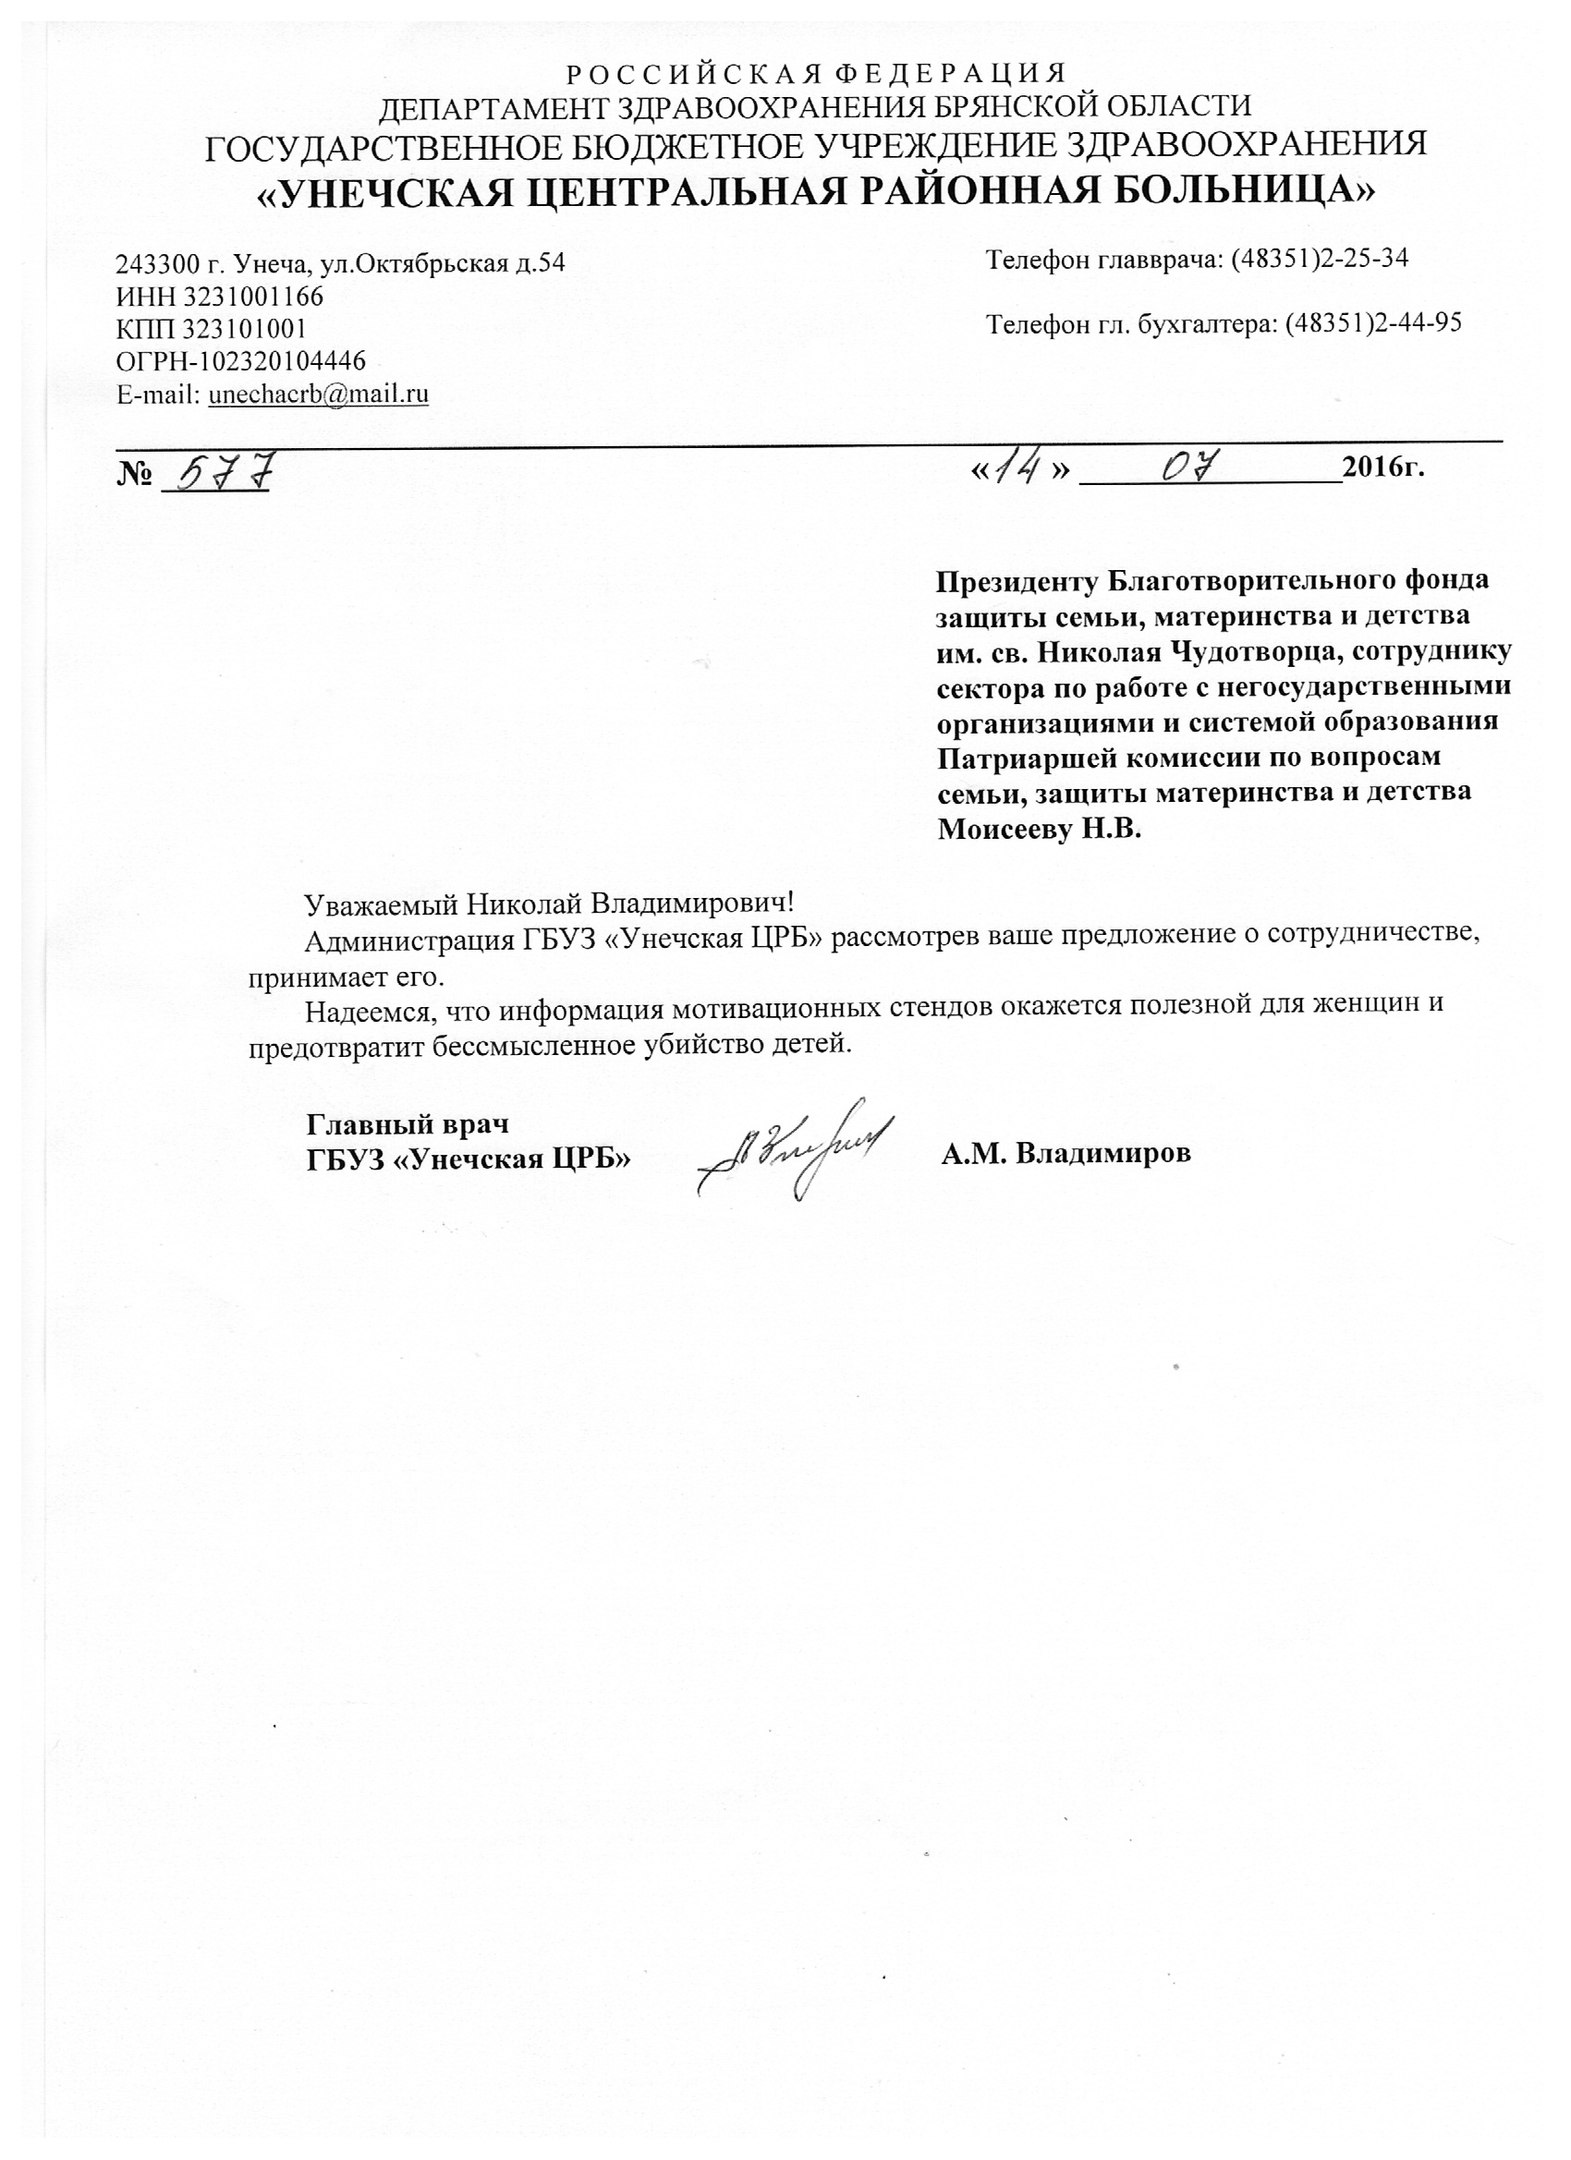 РОССИЙСКАЯ ФЕДЕРАЦИЯ
ДЕПАРТАМЕНТ ЗДРАВООХРАНЕНИЯ БРЯНСКОЙ ОБЛАСТИ
ГОСУДАРСТВЕННОЕ БЮДЖЕТНОЕ УЧРЕЖДЕНИЕ ЗДРАВООХРАНЕНИЯ
«УНЕЧСКАЯ ЦЕНТРАЛЬНАЯ РАЙОННАЯ БОЛЬНИЦА»
243300 г. Унеча, ул.Октябрьская д.54
ИНН 3231001166
КПП 323101001
ОГРН-102320104446
E-mail: unechacrb@mail.ru
Телефон главврача: (48351)2-25-34
Телефон гл. бухгалтера: (48351)2-44-95
№ 577
«14» 07 2016г.
Президенту Благотворительного фонда
защиты семьи, материнства и детства
им. св. Николая Чудотворца, сотруднику
сектора по работе с негосударственными
организациями и системой образования
Патриаршей комиссии по вопросам
семьи, защиты материнства и детства
Моисееву Н.В.
Уважаемый Николай Владимирович!
Администрация ГБУЗ «Унечская ЦРБ» рассмотрев ваше предложение о сотрудничестве,
принимает его.
Надеемся, что информация мотивационных стендов окажется полезной для женщин и
предотвратит бессмысленное убийство детей.
Главный врач
ГБУЗ «Унечская ЦРБ» А.М. Владимиров